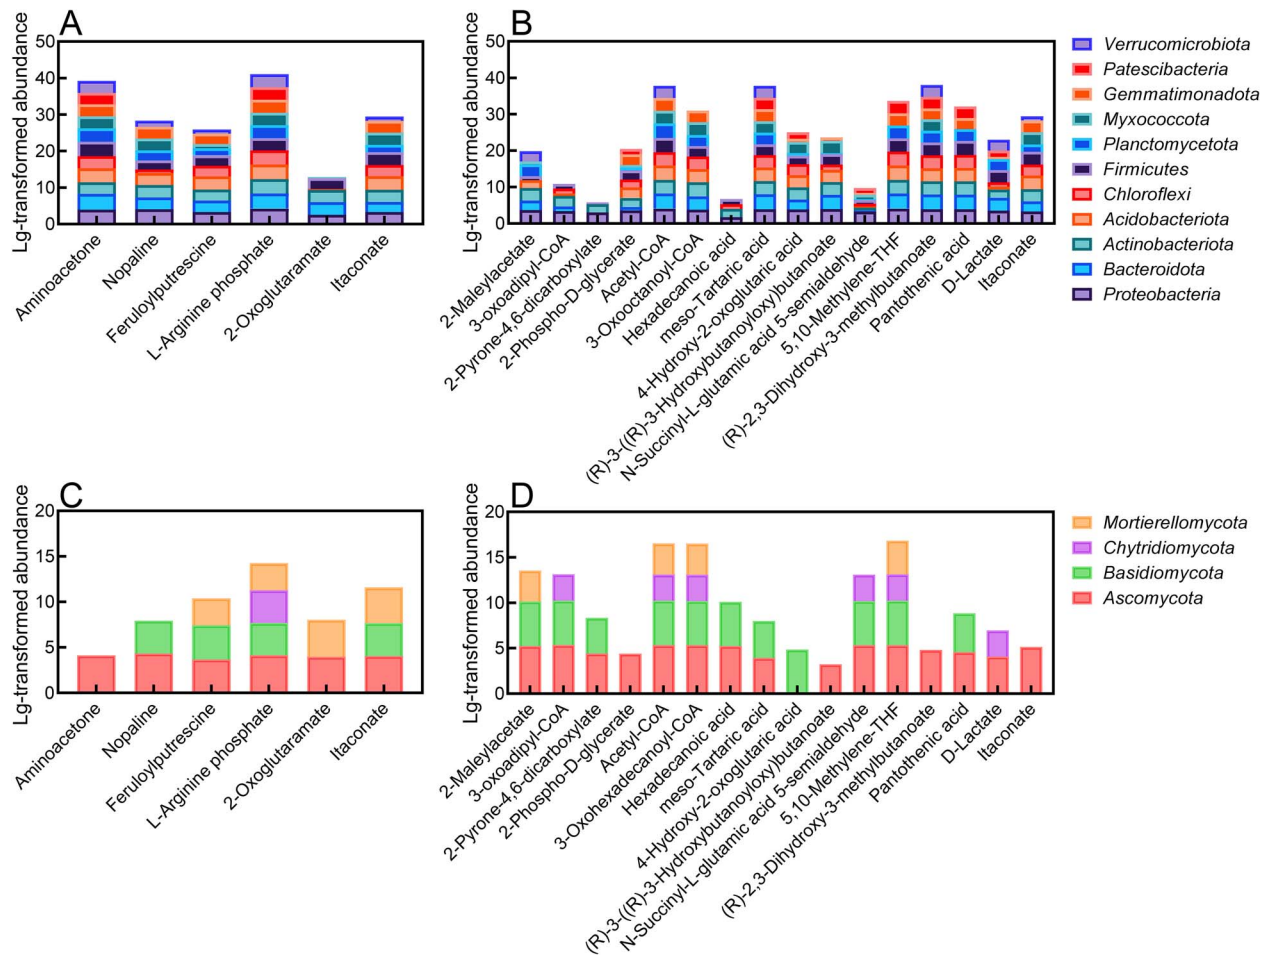 A
B
Lg-transformed abundance
50
40
30
20
10
0
Aminoacetone
Nopaline
Feruloylputrescine
L-Arginine phosphate
2-Oxoglutaramate
Itaconate
Lg-transformed abundance
50
40
30
20
10
0
2-Maleylacetate
3-oxoadipyl-CoA
2-Pyrone-4,6-dicarboxylate
2-Phospho-D-glycerate
Acetyl-CoA
3-Oxooctanoyl-CoA
Hexadecanoic acid
meso-Tartaric acid
4-Hydroxy-2-oxoglutaric acid
(R)-3-((R)-3-Hydroxybutanoyloxy)butanoate
N-Succinyl-L-glutamic acid 5-semialdehyde
5,10-Methylene-THF
(R)-2,3-Dihydroxy-3-methylbutanoate
Pantothenic acid
D-Lactate
Itaconate
Verrucomicrobiota
Patescibacteria
Gemmatimonadota
Myxococcota
Planctomycetota
Firmicutes
Chloroflexi
Acidobacteriota
Actinobacteriota
Bacteroidota
Proteobacteria
C
D
Lg-transformed abundance
20
15
10
5
0
Aminoacetone
Nopaline
Feruloylputrescine
L-Arginine phosphate
2-Oxoglutaramate
Itaconate
Lg-transformed abundance
20
15
10
5
0
2-Maleylacetate
3-oxoadipyl-CoA
2-Pyrone-4,6-dicarboxylate
2-Phospho-D-glycerate
Acetyl-CoA
3-Oxohexadecanoyl-CoA
Hexadecanoic acid
meso-Tartaric acid
4-Hydroxy-2-oxoglutaric acid
(R)-3-((R)-3-Hydroxybutanoyloxy)butanoate
N-Succinyl-L-glutamic acid 5-semialdehyde
5,10-Methylene-THF
(R)-2,3-Dihydroxy-3-methylbutanoate
Pantothenic acid
D-Lactate
Itaconate
Mortierellomycota
Chytridiomycota
Basidiomycota
Ascomycota